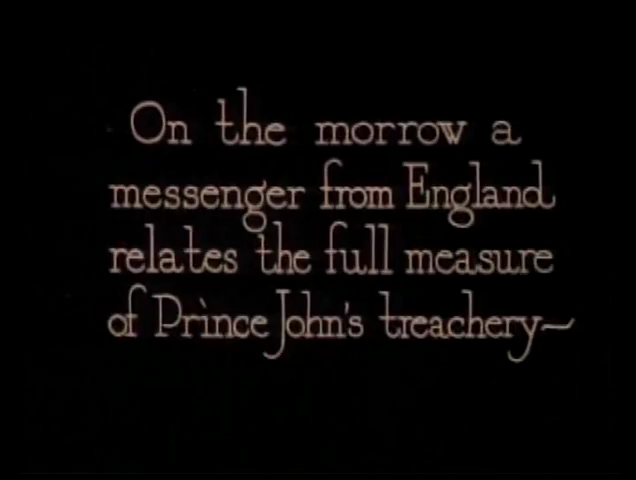 On the morrow a
messenger from England
relates the full measure
of Prince John's treachery—